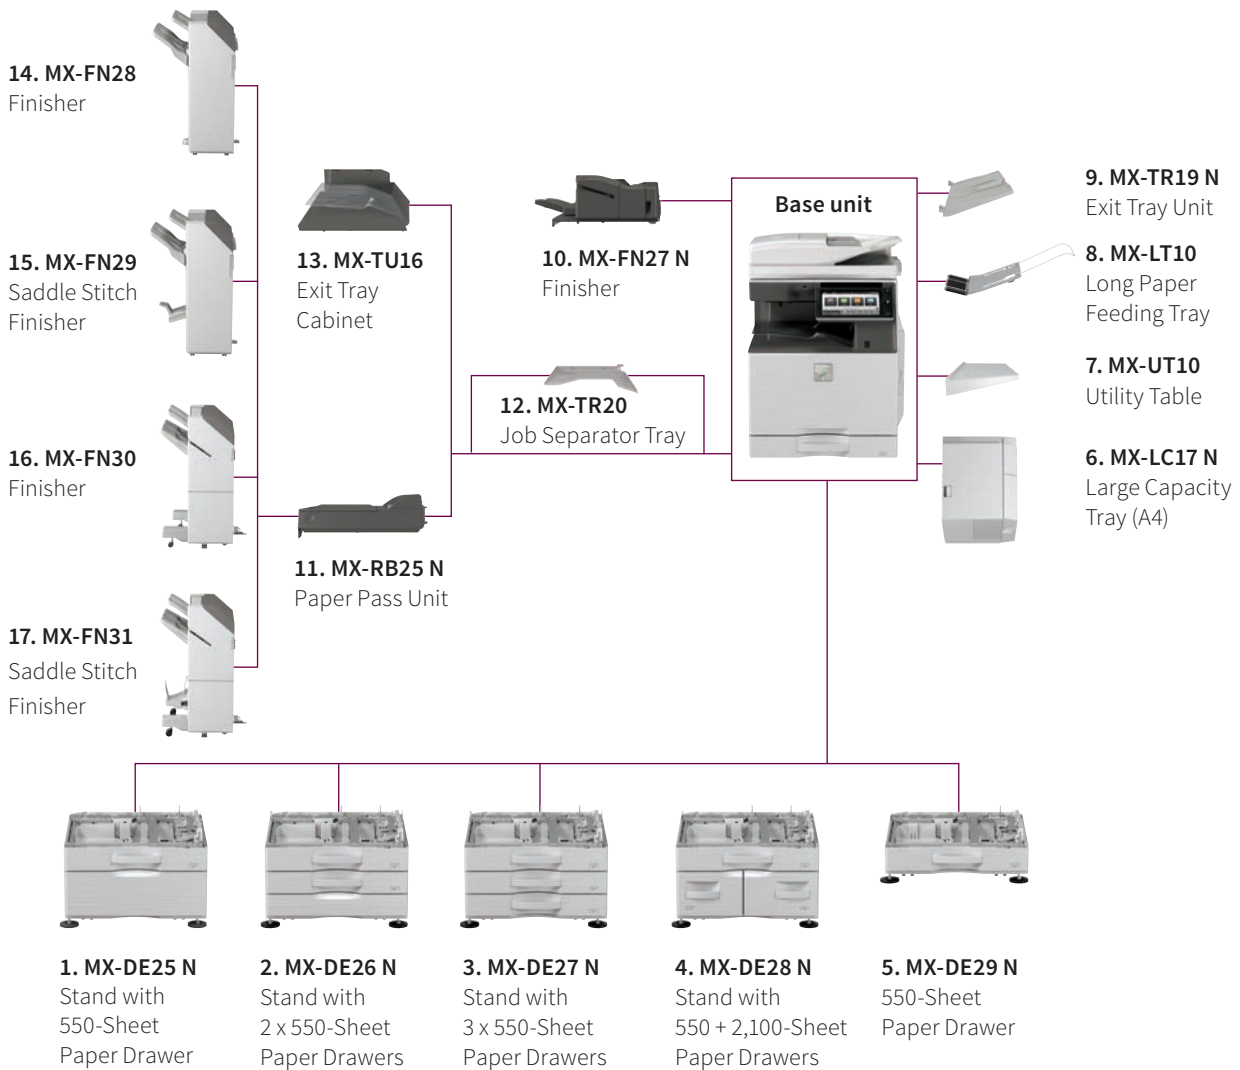 14. MX-FN28
Finisher
15. MX-FN29
Saddle Stitch
Finisher
16. MX-FN30
Finisher
17. MX-FN31
Saddle Stitch
Finisher
13. MX-TU16
Exit Tray
Cabinet
11. MX-RB25 N
Paper Pass Unit
10. MX-FN27 N
Finisher
12. MX-TR20
Job Separator Tray
Base unit
9. MX-TR19 N
Exit Tray Unit
8. MX-LT10
Long Paper
Feeding Tray
7. MX-UT10
Utility Table
6. MX-LC17 N
Large Capacity
Tray (A4)
1. MX-DE25 N
Stand with
550-Sheet
Paper Drawer
2. MX-DE26 N
Stand with
2 x 550-Sheet
Paper Drawers
3. MX-DE27 N
Stand with
3 x 550-Sheet
Paper Drawers
4. MX-DE28 N
Stand with
550 + 2,100-Sheet
Paper Drawers
5. MX-DE29 N
550-Sheet
Paper Drawer